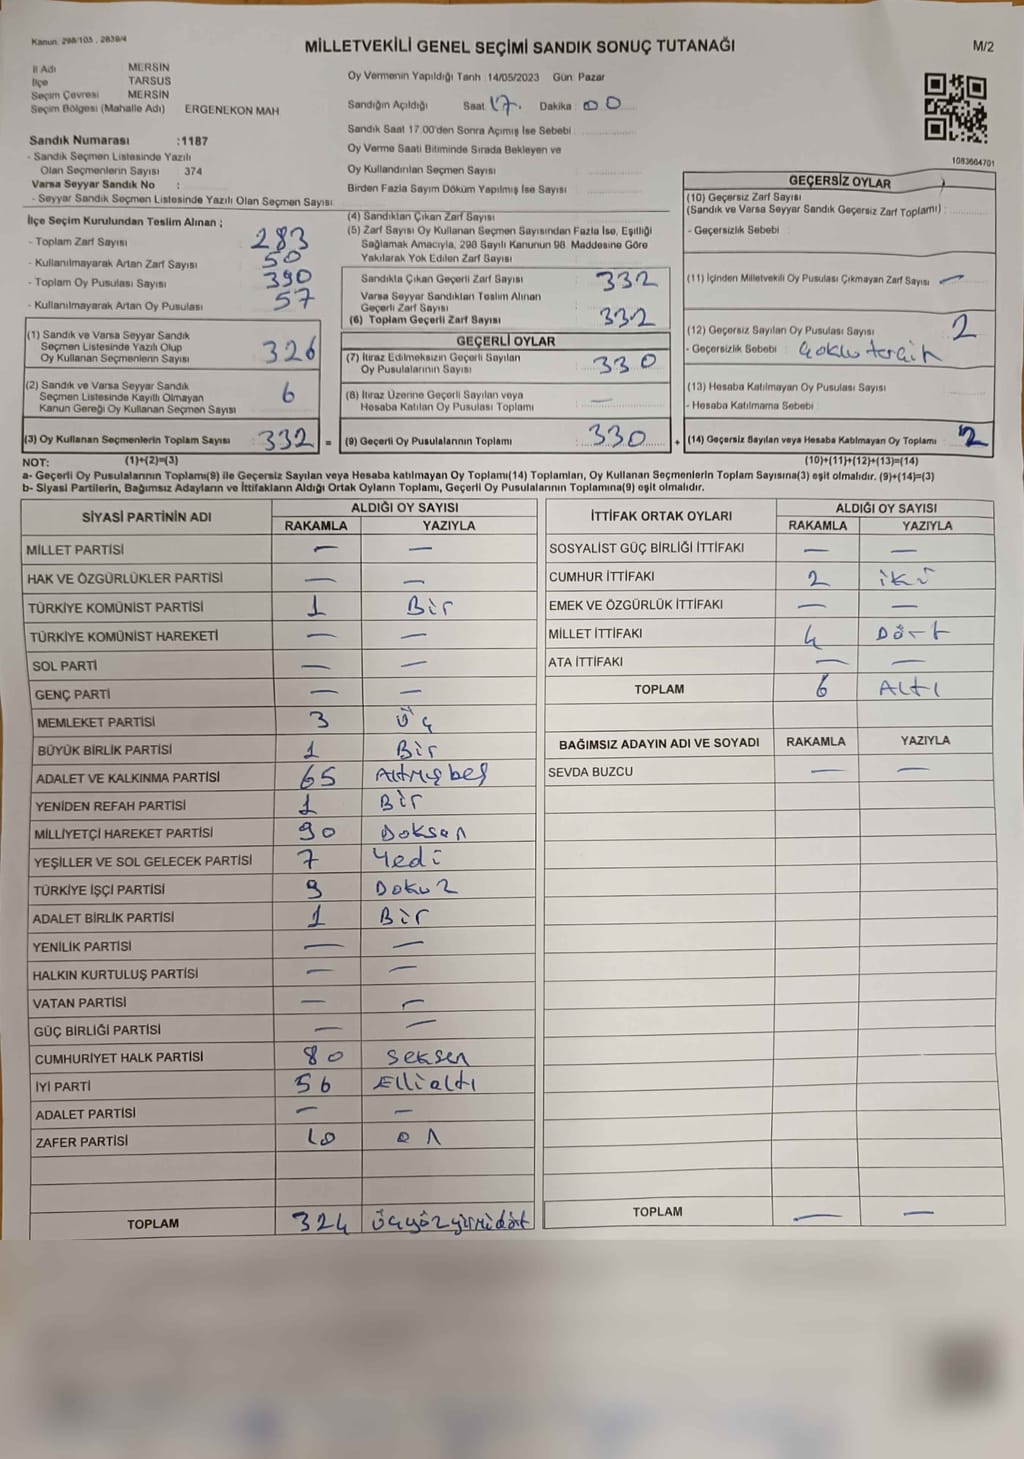 Kanun: 298/105, 2839/4
MİLLETVEKİLİ GENEL SEÇİMİ SANDIK SONUÇ TUTANAĞI
M/2
İl Adı MERSİN
İlçe TARSUS
Seçim Çevresi MERSİN
Seçim Bölgesi (Mahalle Adı) ERGENEKON MAH
Oy Vermenin Yapıldığı Tarih 14/05/2023 Gün: Pazar
Sandığın Açıldığı Saat 17. Dakika 00
Sandık Saat 17.00'den Sonra Açımış İse Sebebi
Oy Verme Saati Bitiminde Sırada Bekleyen ve
Oy Kullandırılan Seçmen Sayısı
Birden Fazla Sayım Döküm Yapılmış İse Sayısı
1083664701
Sandık Numarası :1187
- Sandık Seçmen Listesinde Yazılı
Olan Seçmenlerin Sayısı 374
Varsa Seyyar Sandık No :
- Seyyar Sandık Seçmen Listesinde Yazılı Olan Seçmen Sayısı
İlçe Seçim Kurulundan Teslim Alınan ;
- Toplam Zarf Sayısı 283
- Kullanılmayarak Artan Zarf Sayısı 50
- Toplam Oy Pusulası Sayısı 390
- Kullanılmayarak Artan Oy Pusulası 57
(1) Sandık ve Varsa Seyyar Sandık
Seçmen Listesinde Yazılı Olup
Oy Kullanan Seçmenlerin Sayısı 326
(2) Sandık ve Varsa Seyyar Sandık
Seçmen Listesinde Kayıtlı Olmayan
Kanun Gereği Oy Kullanan Seçmen Sayısı 6
(3) Oy Kullanan Seçmenlerin Toplam Sayısı 332 =
(4) Sandıktan Çıkan Zarf Sayısı
(5) Zarf Sayısı Oy Kullanan Seçmen Sayısından Fazla İse, Eşitliği
Sağlamak Amacıyla, 298 Sayılı Kanunun 98. Maddesine Göre
Yakılarak Yok Edilen Zarf Sayısı
Sandıkta Çıkan Geçerli Zarf Sayısı 332
Varsa Seyyar Sandıktan Teslim Alınan
Geçerli Zarf Sayısı
(6) Toplam Geçerli Zarf Sayısı 332
GEÇERLİ OYLAR
(7) İtiraz Edilmeksizin Geçerli Sayılan
Oy Pusulalarının Sayısı 330
(8) İtiraz Üzerine Geçerli Sayılan veya
Hesaba Katılan Oy Pusulası Toplamı —
(9) Geçerli Oy Pusulalarının Toplamı 330 +
GEÇERSİZ OYLAR
(10) Geçersiz Zarf Sayısı
(Sandık ve Varsa Seyyar Sandık Geçersiz Zarf Toplamı) :
- Geçersizlik Sebebi :
(11) İçinden Milletvekili Oy Pusulası Çıkmayan Zarf Sayısı —
(12) Geçersiz Sayılan Oy Pusulası Sayısı 2
- Geçersizlik Sebebi : Çoklu tercih
(13) Hesaba Katılmayan Oy Pusulası Sayısı
- Hesaba Katılmama Sebebi :
(14) Geçersiz Sayılan veya Hesaba Katılmayan Oy Toplamı 2
NOT: (1)+(2)=(3) (10)+(11)+(12)+(13)=(14)
a- Geçerli Oy Pusulalarının Toplamı(9) ile Geçersiz Sayılan veya Hesaba katılmayan Oy Toplamı(14) Toplamları, Oy Kullanan Seçmenlerin Toplam Sayısına(3) eşit olmalıdır. (9)+(14)=(3)
b- Siyasi Partilerin, Bağımsız Adayların ve İttifakların Aldığı Ortak Oyların Toplamı, Geçerli Oy Pusulalarının Toplamına(9) eşit olmalıdır.
SİYASİ PARTİNİN ADI ALDIĞI OY SAYISI
RAKAMLA YAZIYLA
MİLLET PARTİSİ — —
HAK VE ÖZGÜRLÜKLER PARTİSİ — —
TÜRKİYE KOMÜNİST PARTİSİ 1 Bir
TÜRKİYE KOMÜNİST HAREKETİ — —
SOL PARTİ — —
GENÇ PARTİ — —
MEMLEKET PARTİSİ 3 Üç
BÜYÜK BİRLİK PARTİSİ 1 Bir
ADALET VE KALKINMA PARTİSİ 65 Altmış beş
YENİDEN REFAH PARTİSİ 1 Bir
MİLLİYETÇİ HAREKET PARTİSİ 90 Doksan
YEŞİLLER VE SOL GELECEK PARTİSİ 7 Yedi
TÜRKİYE İŞÇİ PARTİSİ 9 Dokuz
ADALET BİRLİK PARTİSİ 1 Bir
YENİLİK PARTİSİ — —
HALKIN KURTULUŞ PARTİSİ — —
VATAN PARTİSİ — —
GÜÇ BİRLİĞİ PARTİSİ — —
CUMHURİYET HALK PARTİSİ 80 Seksen
İYİ PARTİ 56 Elli altı
ADALET PARTİSİ — —
ZAFER PARTİSİ 10 On
TOPLAM 324 Üçyüzyirmidört
İTTİFAK ORTAK OYLARI ALDIĞI OY SAYISI
RAKAMLA YAZIYLA
SOSYALİST GÜÇ BİRLİĞİ İTTİFAKI — —
CUMHUR İTTİFAKI 2 iki
EMEK VE ÖZGÜRLÜK İTTİFAKI — —
MİLLET İTTİFAKI 4 Dört
ATA İTTİFAKI — —
TOPLAM 6 Altı
BAĞIMSIZ ADAYIN ADI VE SOYADI RAKAMLA YAZIYLA
SEVDA BUZCU — —
TOPLAM — —